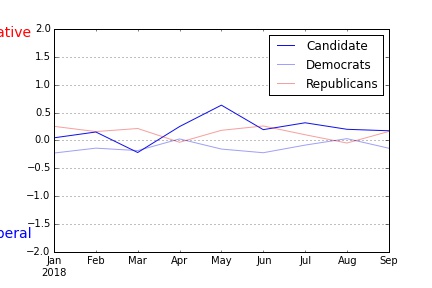 ative
2.0
1.5
1.0
0.5
0.0
−0.5
−1.0
−1.5
−2.0
beral
Candidate
Democrats
Republicans
Jan Feb Mar Apr May Jun Jul Aug Sep
2018